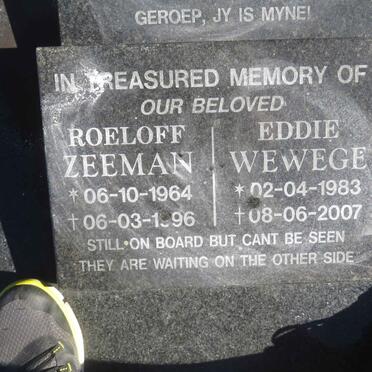 GEROEP, JY IS MYNE!
IN TREASURED MEMORY OF
OUR BELOVED
ROELOFF EDDIE
ZEEMAN WEWEGE
* 06-10-1964 * 02-04-1983
† 06-03-1996 † 08-06-2007
STILL ON BOARD BUT CANT BE SEEN
THEY ARE WAITING ON THE OTHER SIDE